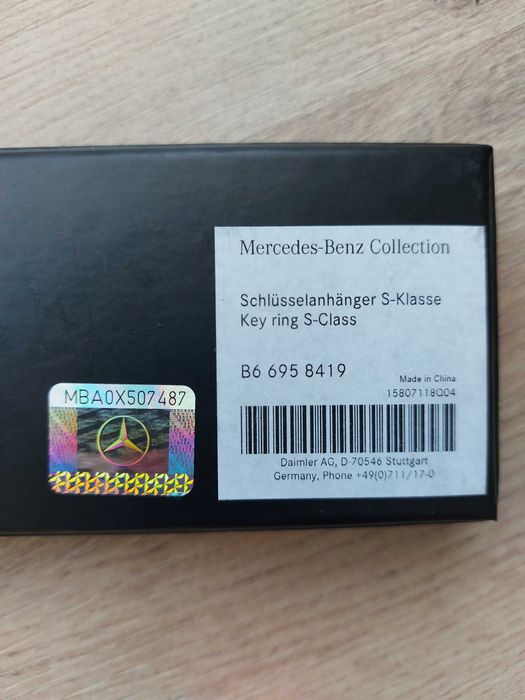 Mercedes-Benz Collection
Schlüsselanhänger S-Klasse
Key ring S-Class
B6 695 8419
Made in China
15807118Q04
Daimler AG, D-70546 Stuttgart
Germany, Phone +49(0)711/17-0
MBA0X507487